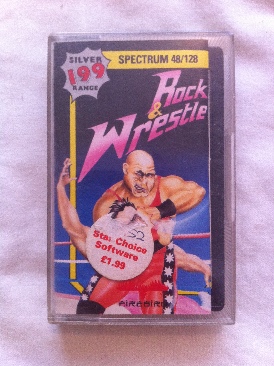 SILVER
199
RANGE
SPECTRUM 48/128
Rock
&
Wrestle
Star Choice
Software
£1.99
FIREBIRD